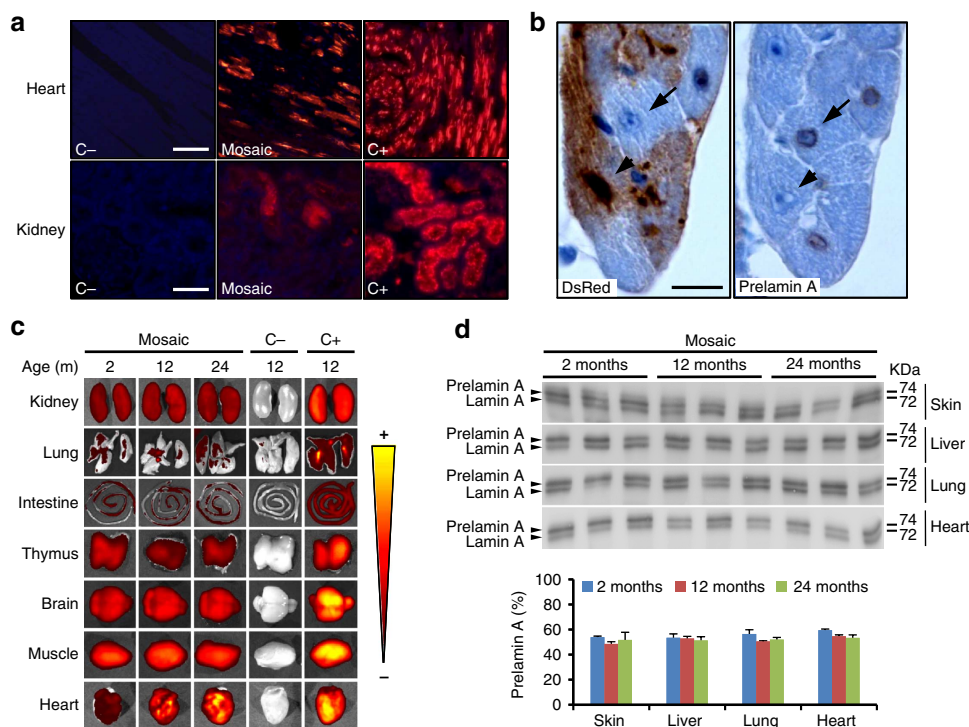 a
Heart
C–
Mosaic
C+
Kidney
C–
Mosaic
C+
b
DsRed
Prelamin A
c
Mosaic
C–
C+
Age (m)
2
12
24
12
12
Kidney
Lung
Intestine
Thymus
Brain
Muscle
Heart
+
–
d
Mosaic
2 months
12 months
24 months
KDa
Prelamin A
Lamin A
74
72
Skin
Prelamin A
Lamin A
74
72
Liver
Prelamin A
Lamin A
74
72
Lung
Prelamin A
Lamin A
74
72
Heart
2 months
12 months
24 months
Prelamin A (%)
100
80
60
40
20
0
Skin
Liver
Lung
Heart